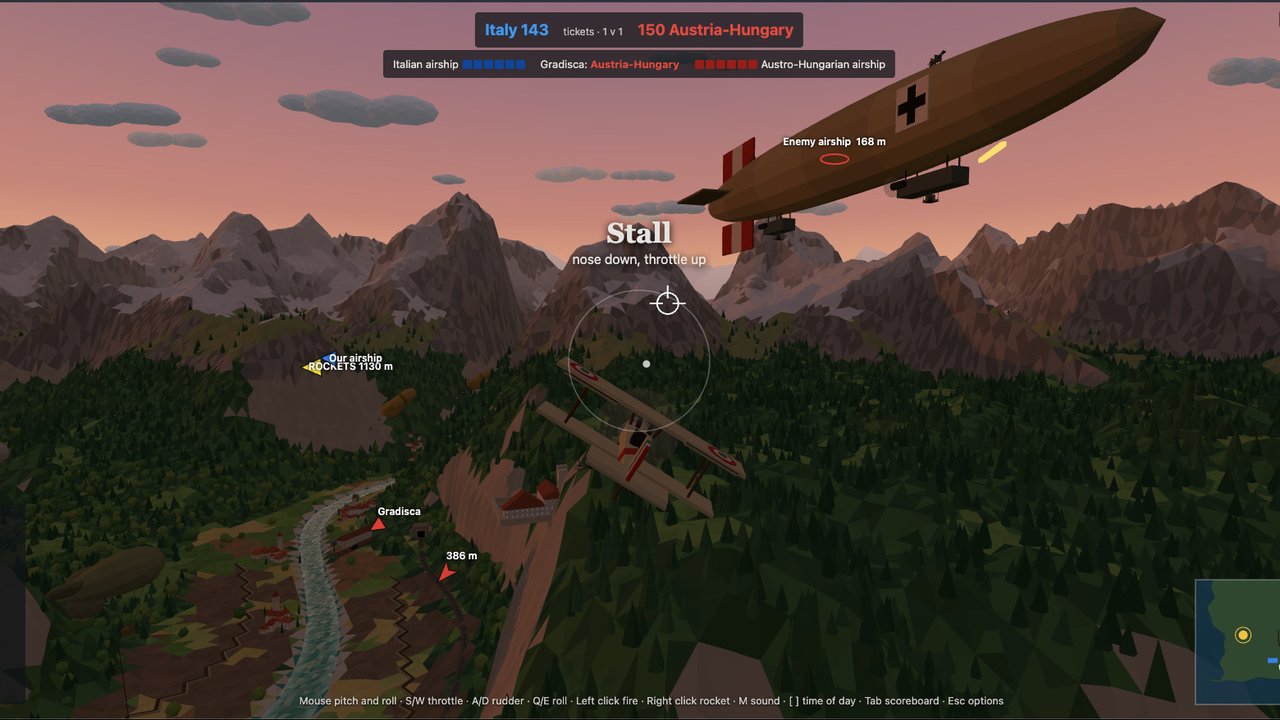 Italy 143 tickets · 1 v 1 150 Austria-Hungary
Italian airship Gradisca: Austria-Hungary Austro-Hungarian airship
Enemy airship 168 m
Stall
nose down, throttle up
Our airship
ROCKETS 1130 m
Gradisca
386 m
Mouse pitch and roll · S/W throttle · A/D rudder · Q/E roll · Left click fire · Right click rocket · M sound · [ ] time of day · Tab scoreboard · Esc options